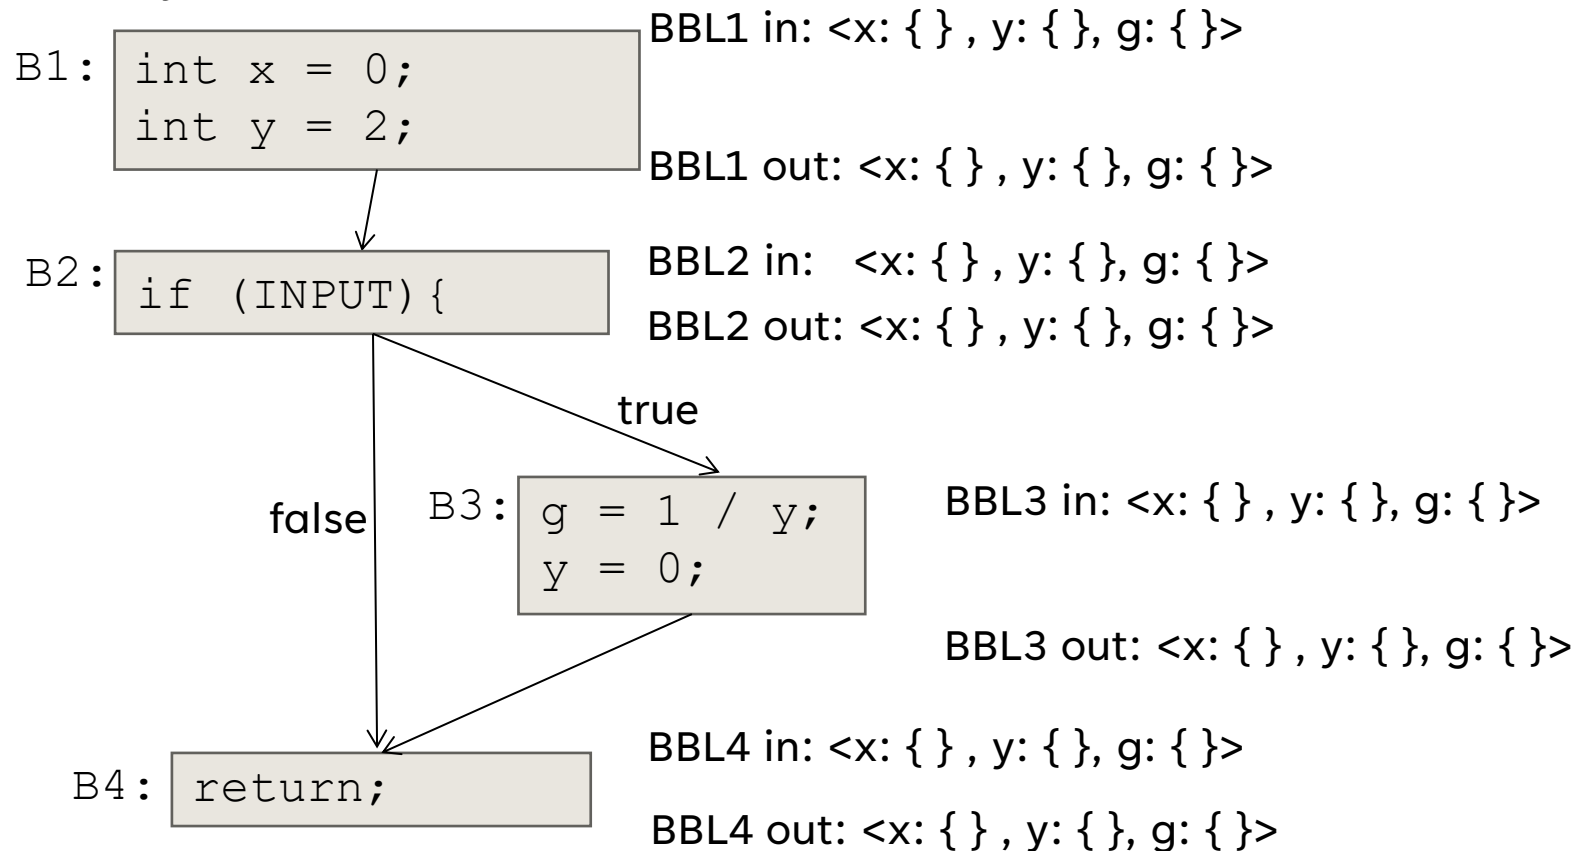 BBL1 in: <x: { } , y: { }, g: { }>
B1:
int x = 0;
int y = 2;
BBL1 out: <x: { } , y: { }, g: { }>
B2:
if (INPUT){
BBL2 in: <x: { } , y: { }, g: { }>
BBL2 out: <x: { } , y: { }, g: { }>
true
false
B3:
g = 1 / y;
y = 0;
BBL3 in: <x: { } , y: { }, g: { }>
BBL3 out: <x: { } , y: { }, g: { }>
BBL4 in: <x: { } , y: { }, g: { }>
B4:
return;
BBL4 out: <x: { } , y: { }, g: { }>